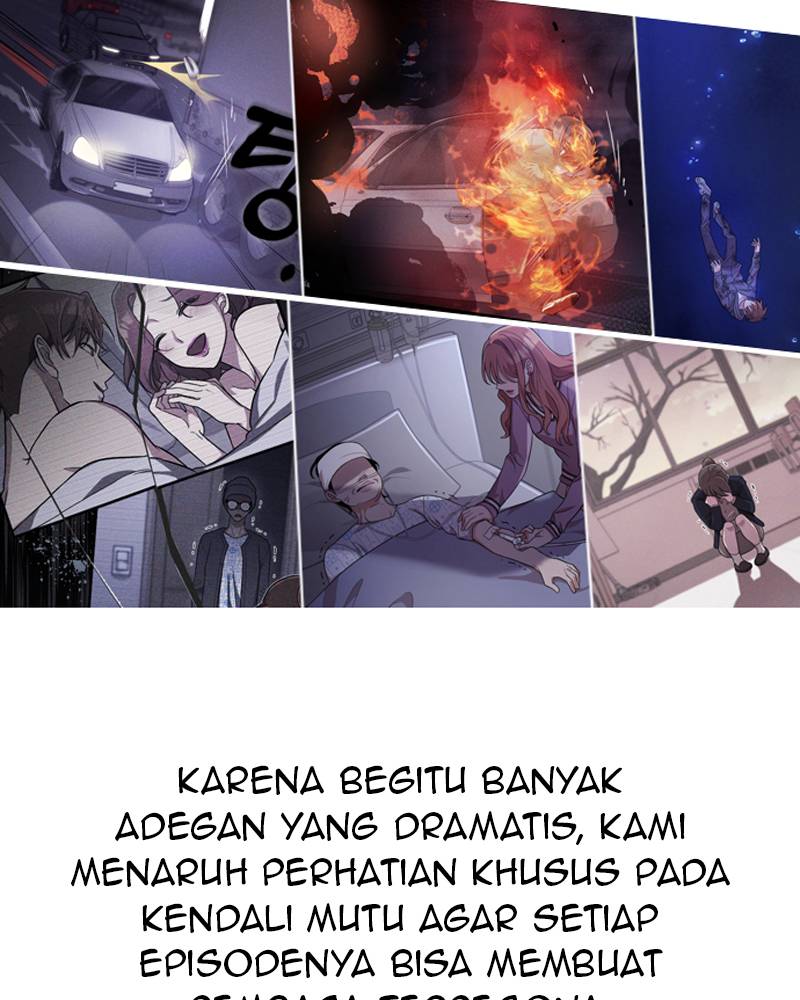 KARENA BEGITU BANYAK
ADEGAN YANG DRAMATIS, KAMI
MENARUH PERHATIAN KHUSUS PADA
KENDALI MUTU AGAR SETIAP
EPISODENYA BISA MEMBUAT